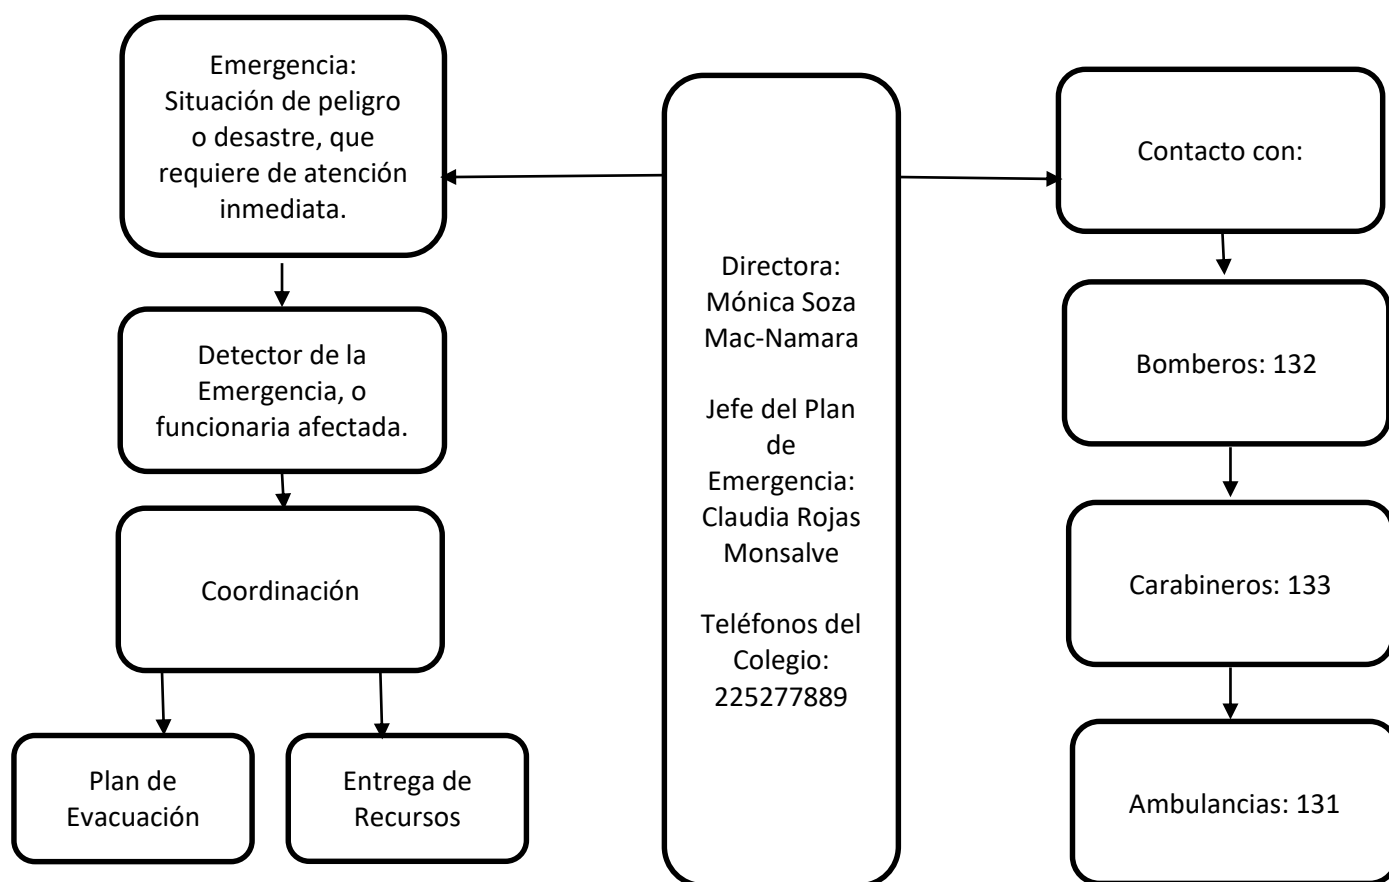 Emergencia:
Situación de peligro
o desastre, que
requiere de atención
inmediata.
Detector de la
Emergencia, o
funcionaria afectada.
Coordinación
Plan de
Evacuación
Entrega de
Recursos
Directora:
Mónica Soza
Mac-Namara
Jefe del Plan
de
Emergencia:
Claudia Rojas
Monsalve
Teléfonos del
Colegio:
225277889
Contacto con:
Bomberos: 132
Carabineros: 133
Ambulancias: 131